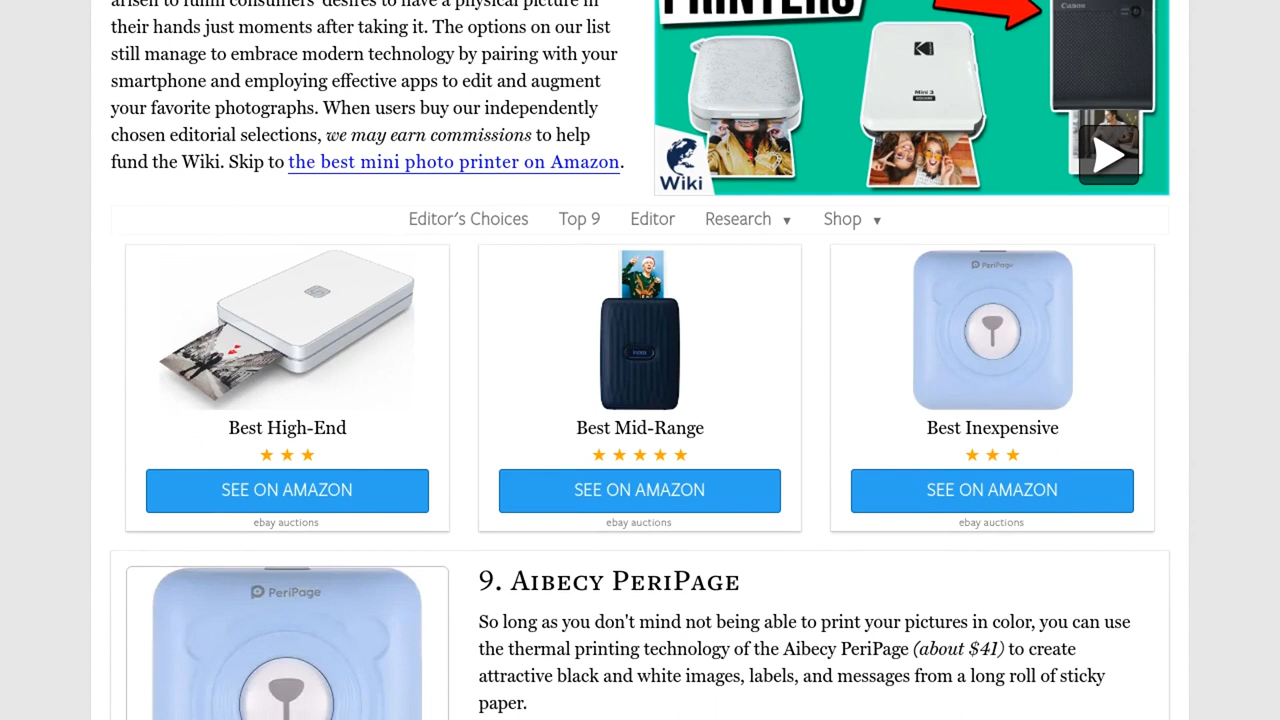 arisen to fulfill consumers' desires to have a physical picture in
their hands just moments after taking it. The options on our list
still manage to embrace modern technology by pairing with your
smartphone and employing effective apps to edit and augment
your favorite photographs. When users buy our independently
chosen editorial selections, we may earn commissions to help
fund the Wiki. Skip to the best mini photo printer on Amazon.
PRINTERS
Canon
Mini 3
Wiki
Editor's Choices Top 9 Editor Research ▼ Shop ▼
PeriPage
Best High-End
Best Mid-Range
Best Inexpensive
★ ★ ★
★ ★ ★ ★ ★
★ ★ ★
SEE ON AMAZON
SEE ON AMAZON
SEE ON AMAZON
ebay auctions
ebay auctions
ebay auctions
PeriPage
9. Aibecy PeriPage
So long as you don't mind not being able to print your pictures in color, you can use
the thermal printing technology of the Aibecy PeriPage (about $41) to create
attractive black and white images, labels, and messages from a long roll of sticky
paper.